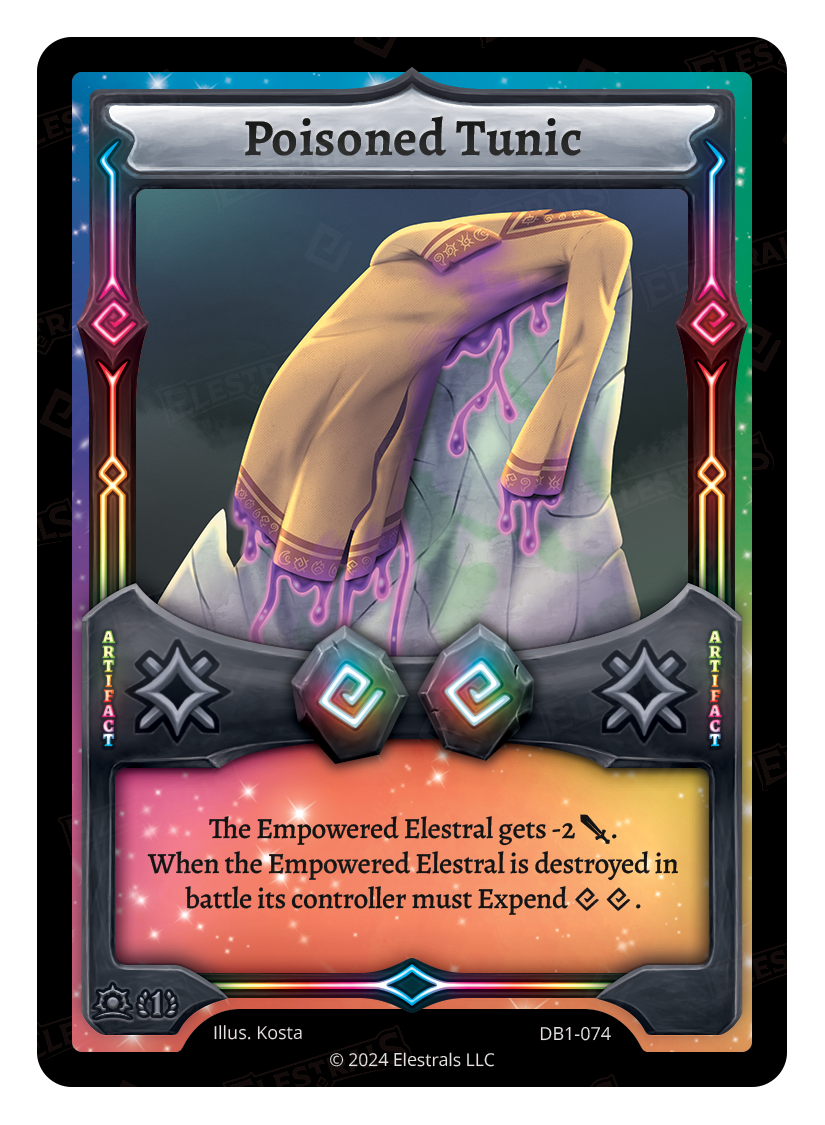 Poisoned Tunic
ARTIFACT
ARTIFACT
The Empowered Elestral gets -2 .
When the Empowered Elestral is destroyed in
battle its controller must Expend .
1
Illus. Kosta
DB1-074
© 2024 Elestrals LLC